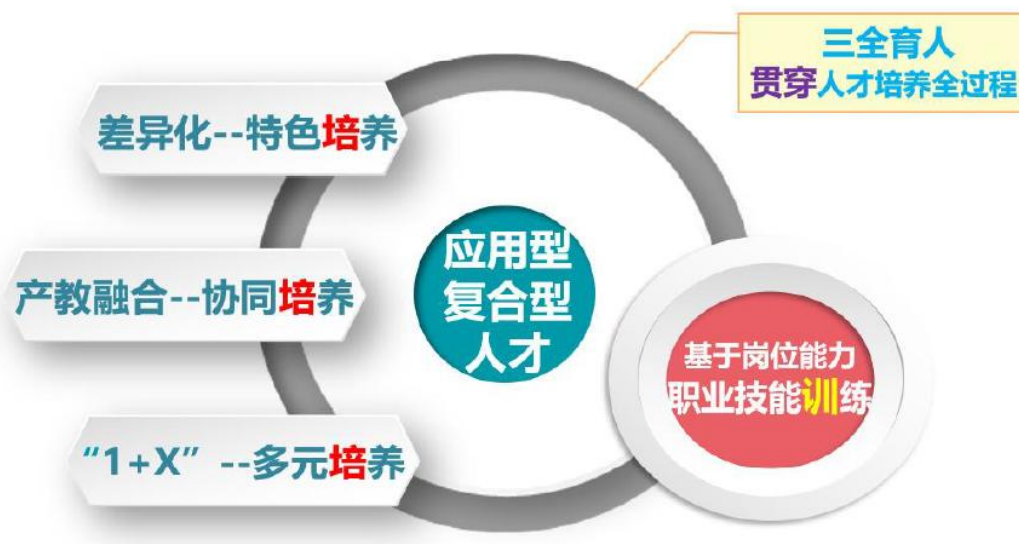 三全育人
贯穿人才培养全过程
差异化--特色培养
产教融合--协同培养
“1+X” --多元培养
应用型
复合型
人才
基于岗位能力
职业技能训练